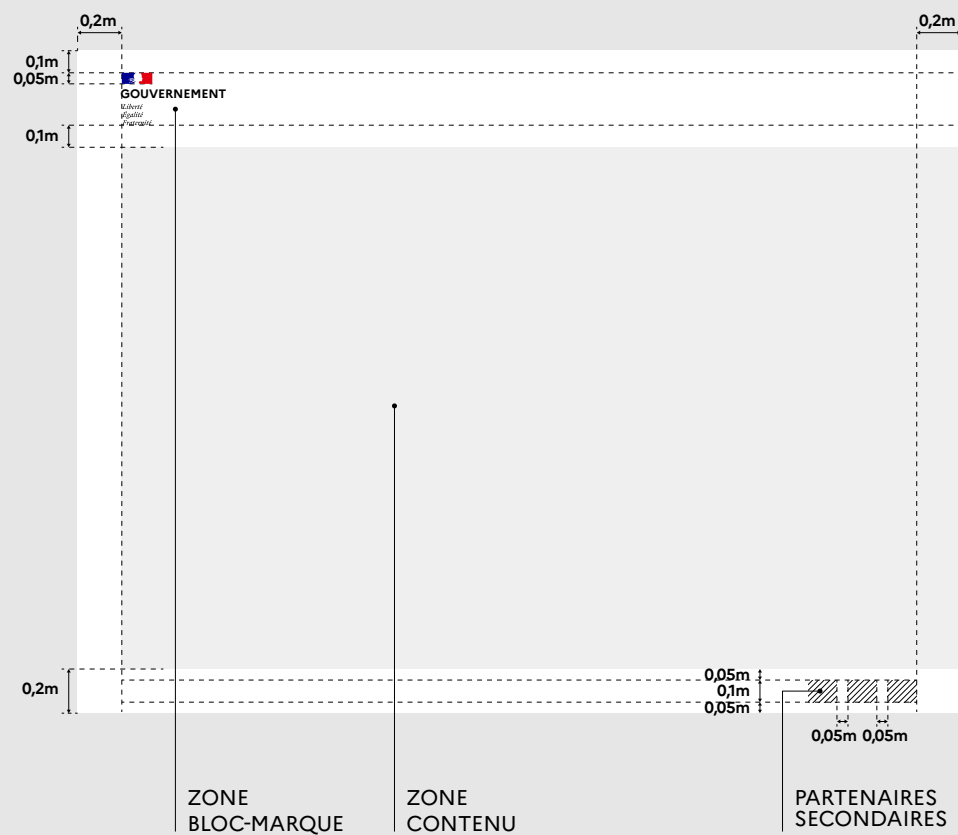 0,2m
0,2m
0,1m
0,05m
GOUVERNEMENT
Liberté
Égalité
Fraternité
0,1m
0,2m
0,05m
0,1m
0,05m
0,05m
0,05m
ZONE
BLOC-MARQUE
ZONE
CONTENU
PARTENAIRES
SECONDAIRES